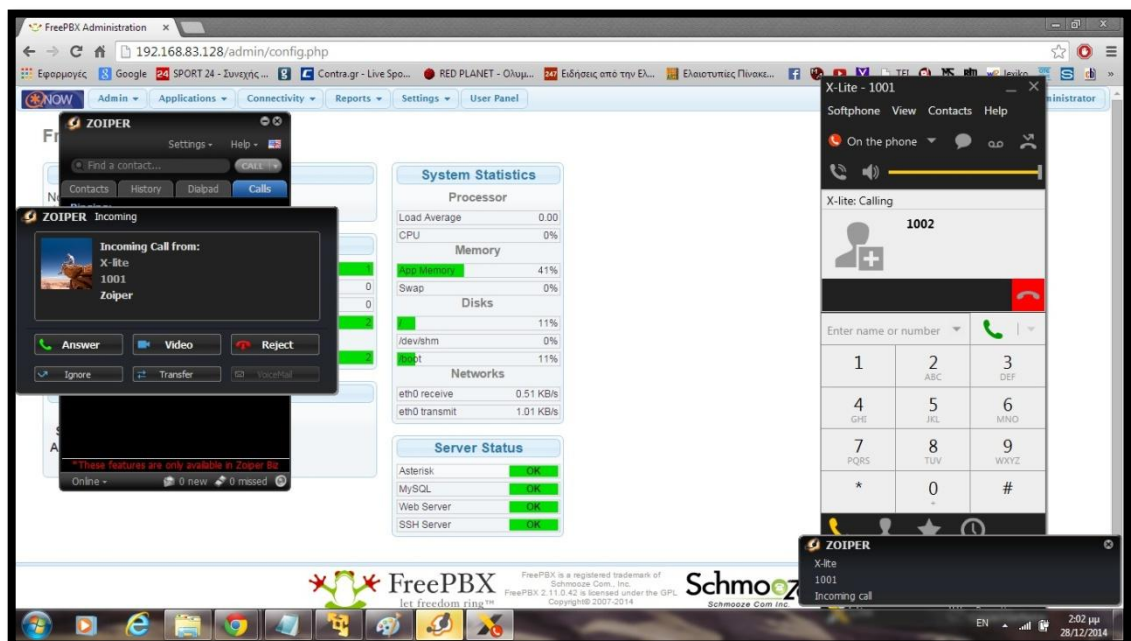 FreePBX Administration
192.168.83.128/admin/config.php
Εφαρμογές Google SPORT 24 - Συνεχής ... Contra.gr - Live Spo... RED PLANET - Ολυμ... Ειδήσεις από την Ελ... Ελαιοτυπίες Πίνακε...
NOW Admin Applications Connectivity Reports Settings User Panel
ZOIPER
Settings Help
Find a contact... CALL
Contacts History Dialpad Calls
ZOIPER Incoming
Incoming Call from:
X-lite
1001
Zoiper
Answer Video Reject
Ignore Transfer VoiceMail
*These features are only available in Zoiper Biz
Online 0 new 0 missed
System Statistics
Processor
Load Average 0.00
CPU 0%
Memory
App Memory 41%
Swap 0%
Disks
/ 11%
/dev/shm 0%
/boot 11%
Networks
eth0 receive 0.51 KB/s
eth0 transmit 1.01 KB/s
Server Status
Asterisk OK
MySQL OK
Web Server OK
SSH Server OK
X-Lite - 1001
Softphone View Contacts Help
On the phone
X-lite: Calling
1002
Enter name or number
1 2 3
ABC DEF
4 5 6
GHI JKL MNO
7 8 9
PQRS TUV WXYZ
* 0 #
+
ZOIPER
X-lite
1001
Incoming call
FreePBX
let freedom ring™
FreePBX is a registered trademark of
Schmooze Com., Inc.
FreePBX 2.11.0.42 is licensed under the GPL
Copyright© 2007-2014
Schmooz
Schmooze Com Inc.
EN 2:02 μμ
28/12/2014